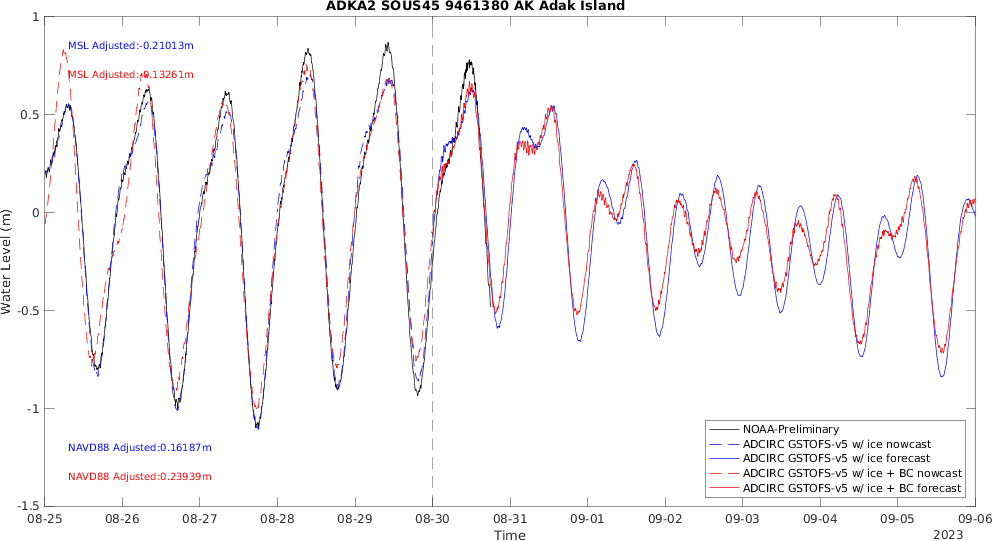 ADKA2 SOUS45 9461380 AK Adak Island
1
0.5
0
-0.5
-1
-1.5
Water Level (m)
MSL Adjusted:-0.21013m
MSL Adjusted:-0.13261m
NAVD88 Adjusted:0.16187m
NAVD88 Adjusted:0.23939m
NOAA-Preliminary
ADCIRC GSTOFS-v5 w/ ice nowcast
ADCIRC GSTOFS-v5 w/ ice forecast
ADCIRC GSTOFS-v5 w/ ice + BC nowcast
ADCIRC GSTOFS-v5 w/ ice + BC forecast
08-25 08-26 08-27 08-28 08-29 08-30 08-31 09-01 09-02 09-03 09-04 09-05 09-06
Time
2023